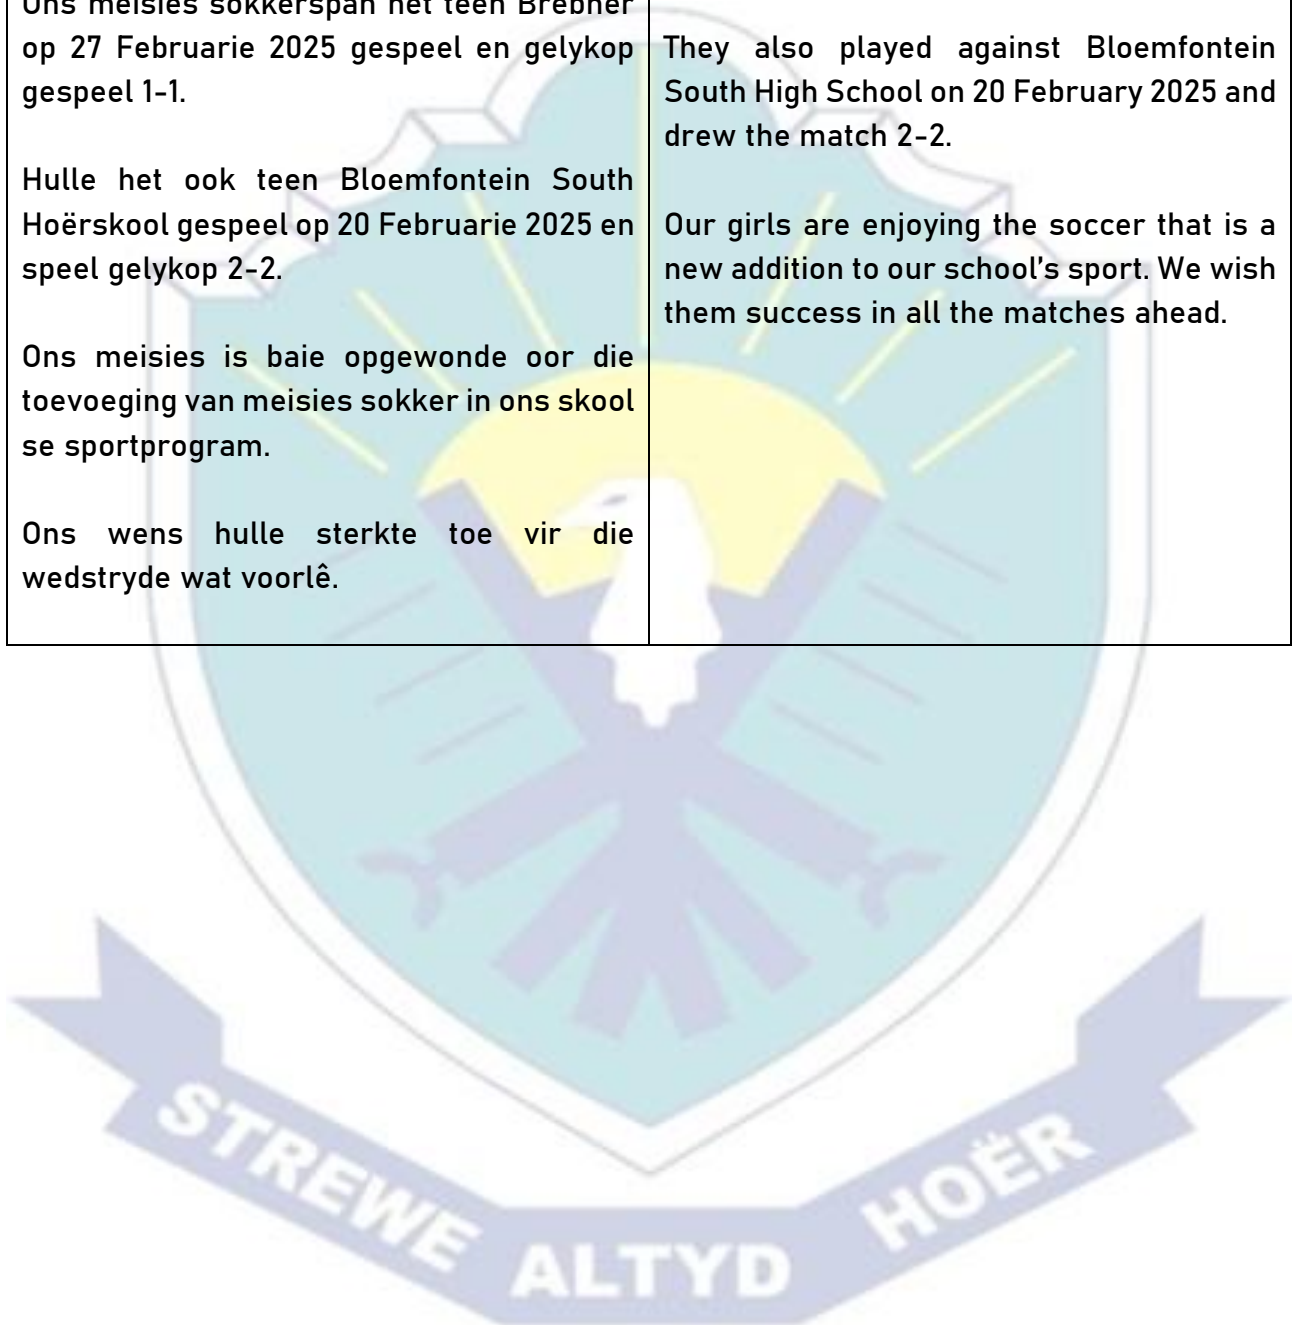 Ons meisies sokkerspan het teen Brebner
op 27 Februarie 2025 gespeel en gelykop
gespeel 1-1.
Hulle het ook teen Bloemfontein South
Hoërskool gespeel op 20 Februarie 2025 en
speel gelykop 2-2.
Ons meisies is baie opgewonde oor die
toevoeging van meisies sokker in ons skool
se sportprogram.
Ons wens hulle sterkte toe vir die
wedstryde wat voorlê.
They also played against Bloemfontein
South High School on 20 February 2025 and
drew the match 2-2.
Our girls are enjoying the soccer that is a
new addition to our school's sport. We wish
them success in all the matches ahead.
STREWE ALTYD HOËR